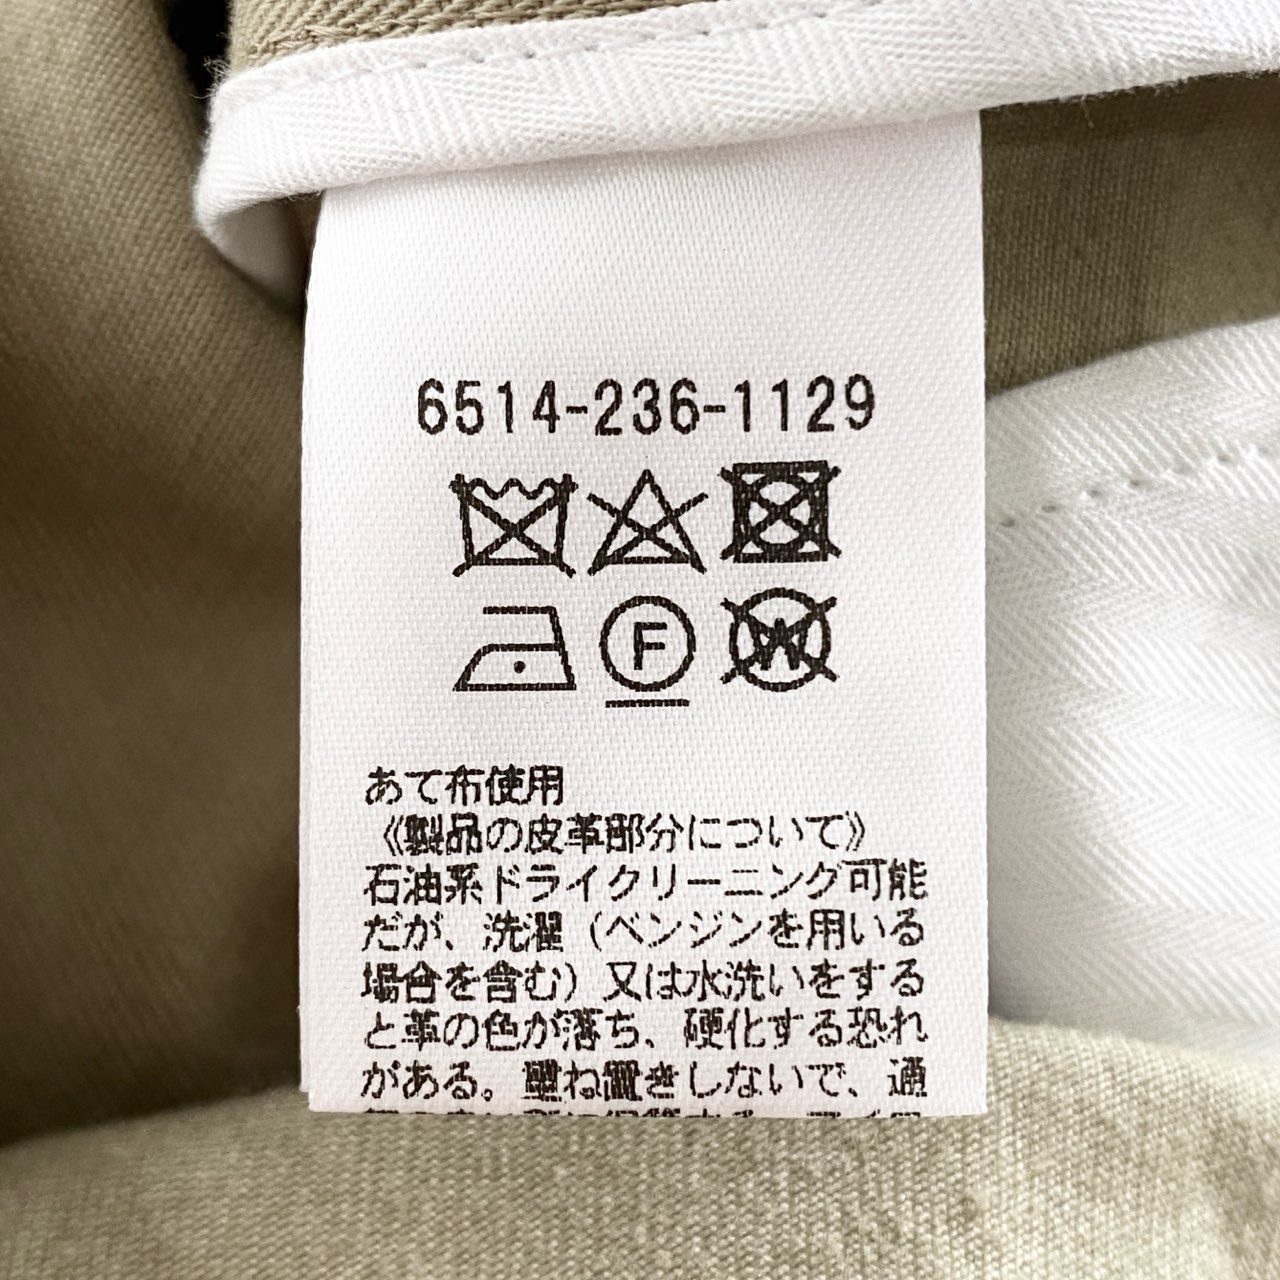 6514-236-1129
F
W
あて布使用
《製品の皮革部分について》
石油系ドライクリーニング可能
だが、洗濯（ベンジンを用いる
場合を含む）又は水洗いをする
と革の色が落ち、硬化する恐れ
がある。重ね置きしないで、通